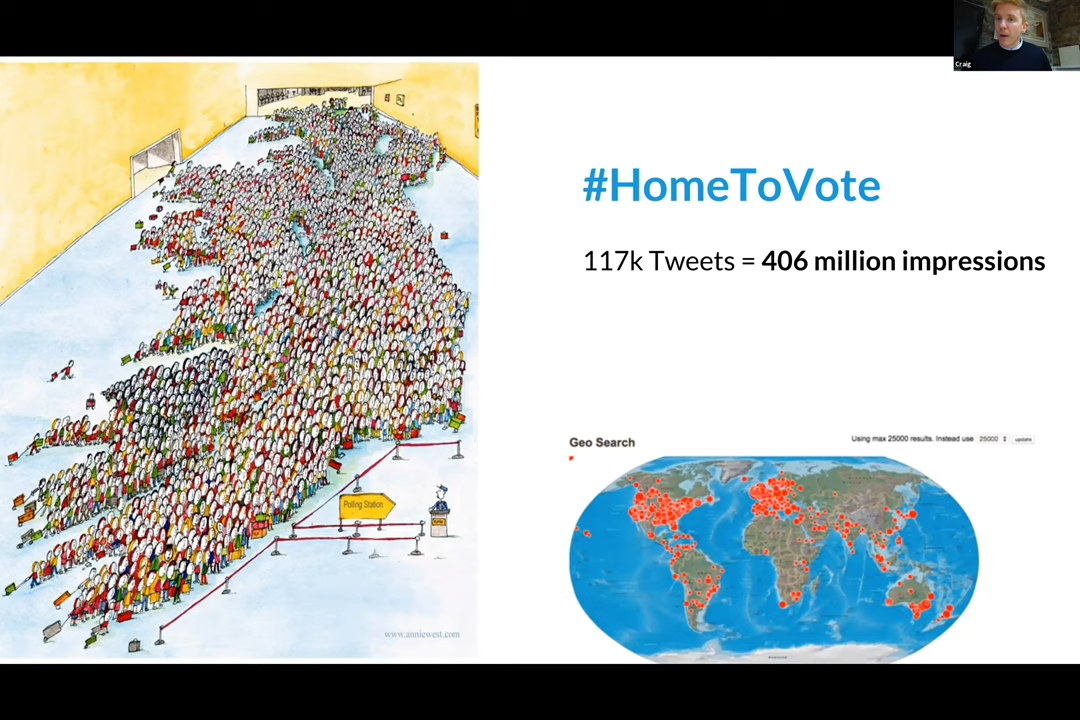 Craig
#HomeToVote
117k Tweets = 406 million impressions
Polling Station
www.anniewest.com
Geo Search
Using max 25000 results. Instead use 25000 update